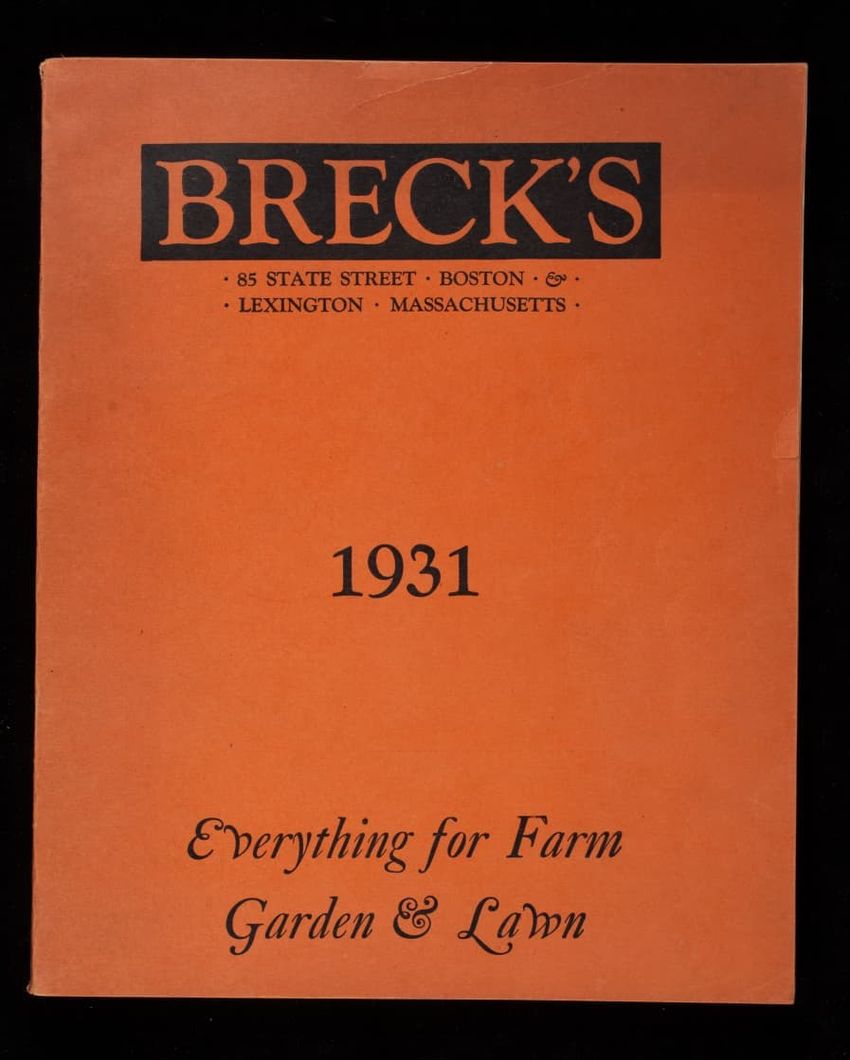 BRECK'S
· 85 STATE STREET · BOSTON · & ·
· LEXINGTON · MASSACHUSETTS ·
1931
Everything for Farm
Garden & Lawn